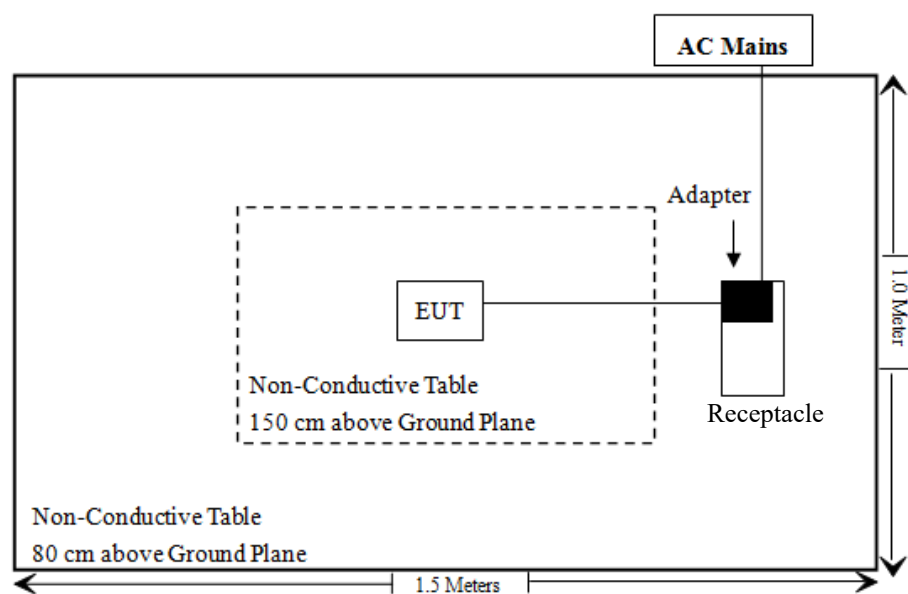 AC Mains
Adapter
EUT
1.0 Meter
Non-Conductive Table
150 cm above Ground Plane
Receptacle
Non-Conductive Table
80 cm above Ground Plane
1.5 Meters